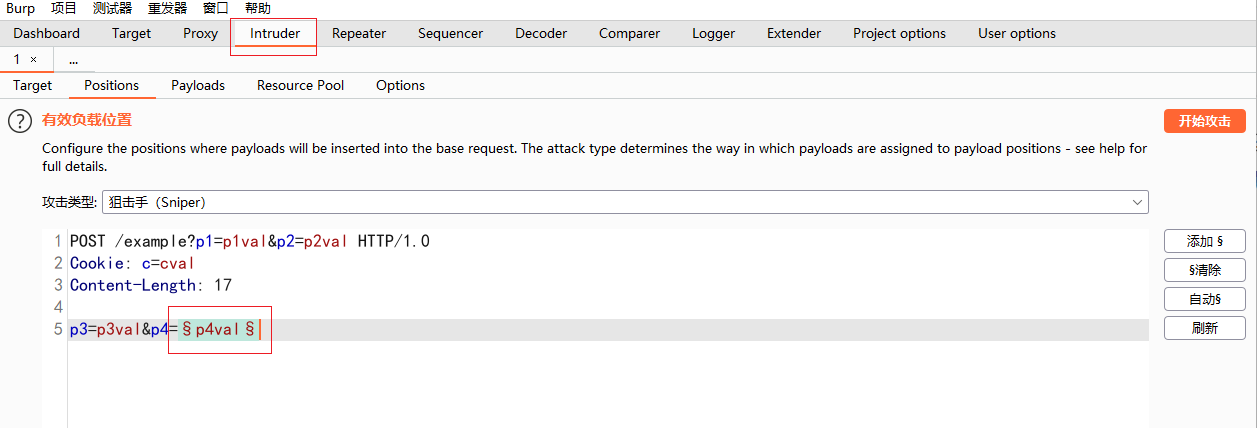 Burp 项目 测试器 重发器 窗口 帮助
Dashboard Target Proxy Intruder Repeater Sequencer Decoder Comparer Logger Extender Project options User options
1 × ...
Target Positions Payloads Resource Pool Options
? 有效负载位置 开始攻击
Configure the positions where payloads will be inserted into the base request. The attack type determines the way in which payloads are assigned to payload positions - see help for
full details.
攻击类型: 狙击手（Sniper）
1 POST /example?p1=p1val&p2=p2val HTTP/1.0
2 Cookie: c=cval
3 Content-Length: 17
4
5 p3=p3val&p4=§p4val§
添加 §
§清除
自动§
刷新